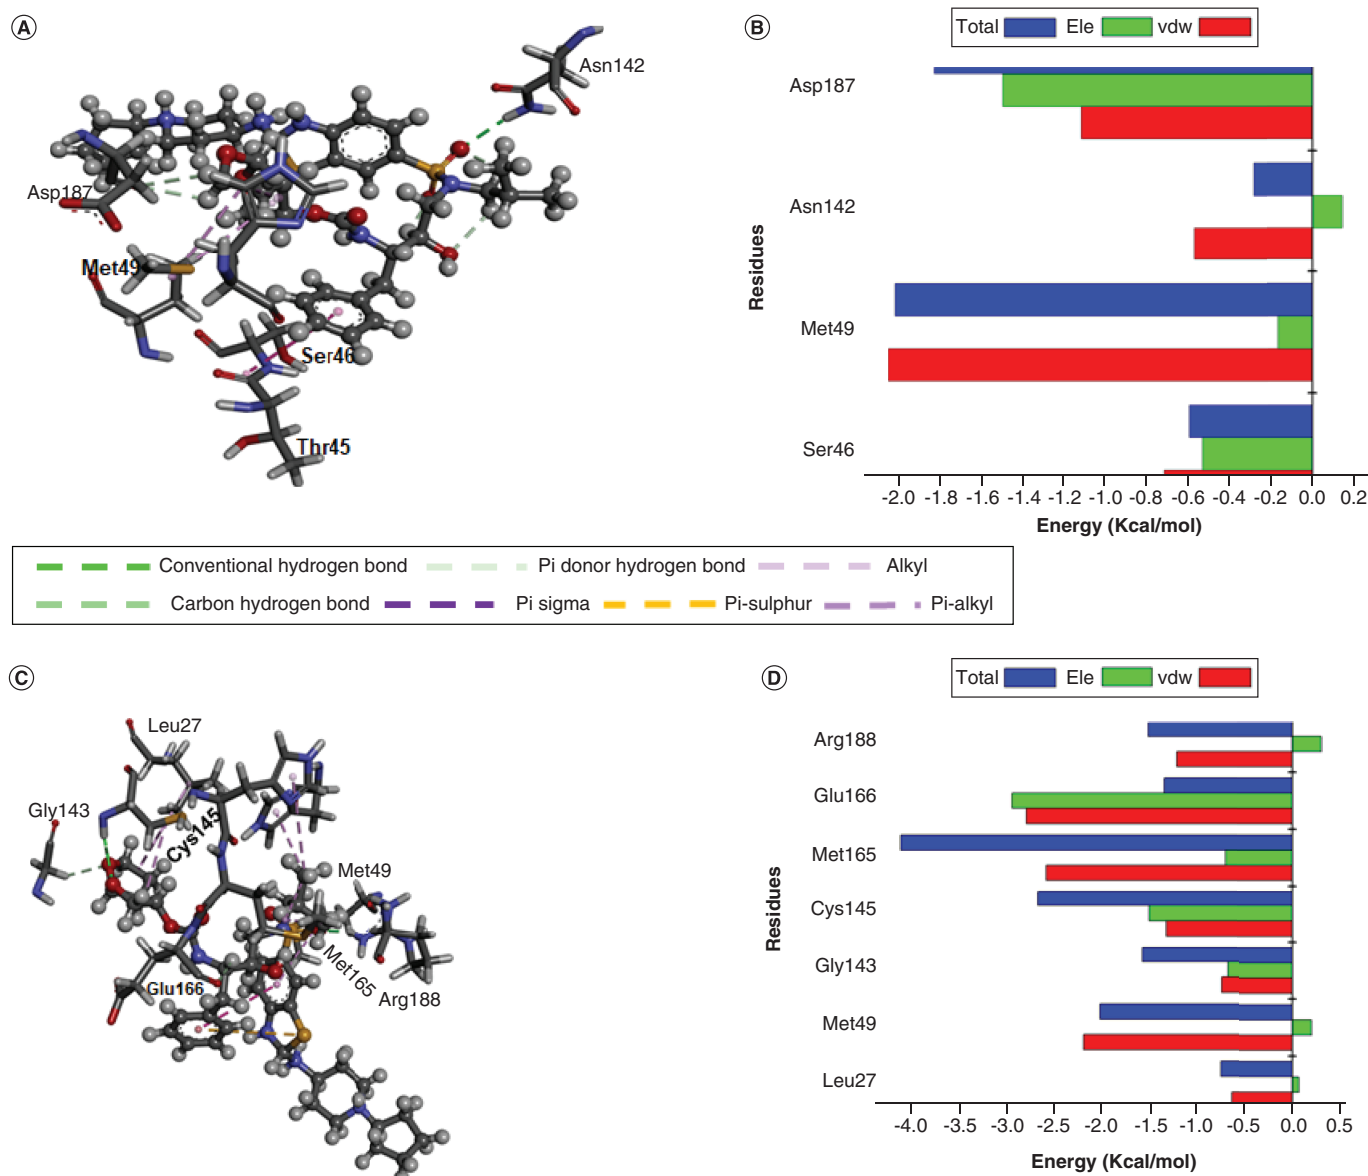 A
Asn142
Asp187
Met49
Ser46
Thr45
B
Total Ele vdw
Asp187
Asn142
Met49
Ser46
Residues
-2.0 -1.8 -1.6 -1.4 -1.2 -1.0 -0.8 -0.6 -0.4 -0.2 0.0 0.2
Energy (Kcal/mol)
Conventional hydrogen bond Pi donor hydrogen bond Alkyl
Carbon hydrogen bond Pi sigma Pi-sulphur Pi-alkyl
C
Leu27
Gly143
Cys145
Met49
Met165
Glu166
Arg188
D
Total Ele vdw
Arg188
Glu166
Met165
Cys145
Gly143
Met49
Leu27
Residues
-4.0 -3.5 -3.0 -2.5 -2.0 -1.5 -1.0 -0.5 0.0 0.5
Energy (Kcal/mol)